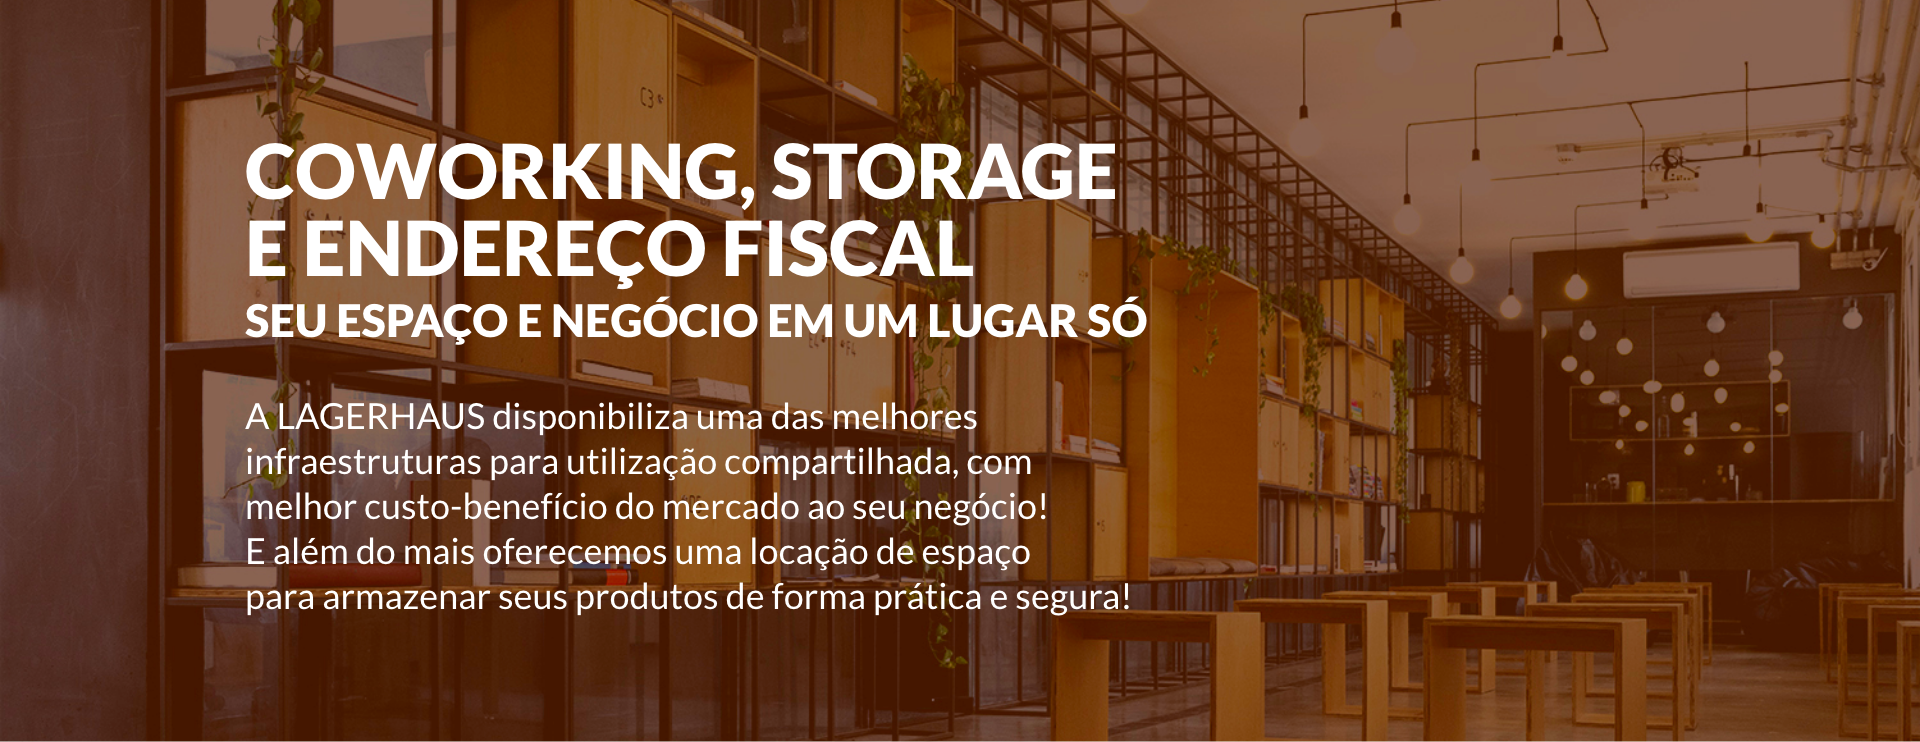 COWORKING, STORAGE
E ENDEREÇO FISCAL
SEU ESPAÇO E NEGÓCIO EM UM LUGAR SÓ
A LAGERHAUS disponibiliza uma das melhores
infraestruturas para utilização compartilhada, com
melhor custo-benefício do mercado ao seu negócio!
E além do mais oferecemos uma locação de espaço
para armazenar seus produtos de forma prática e segura!
C3